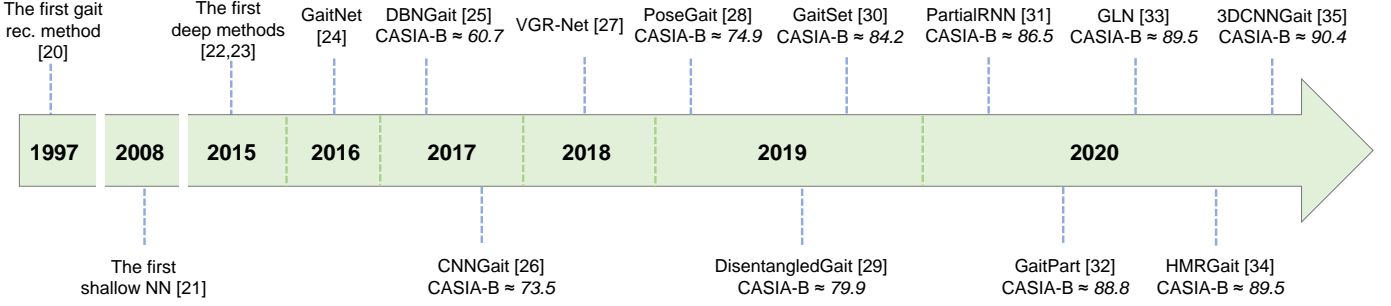 The first gait
rec. method
[20]
The first
deep methods
[22,23]
GaitNet
[24]
DBNGait [25]
CASIA-B ≈ 60.7
VGR-Net [27]
PoseGait [28]
CASIA-B ≈ 74.9
GaitSet [30]
CASIA-B ≈ 84.2
PartialRNN [31]
CASIA-B ≈ 86.5
GLN [33]
CASIA-B ≈ 89.5
3DCNNGait [35]
CASIA-B ≈ 90.4
1997
2008
2015
2016
2017
2018
2019
2020
The first
shallow NN [21]
CNNGait [26]
CASIA-B ≈ 73.5
DisentangledGait [29]
CASIA-B ≈ 79.9
GaitPart [32]
CASIA-B ≈ 88.8
HMRGait [34]
CASIA-B ≈ 89.5